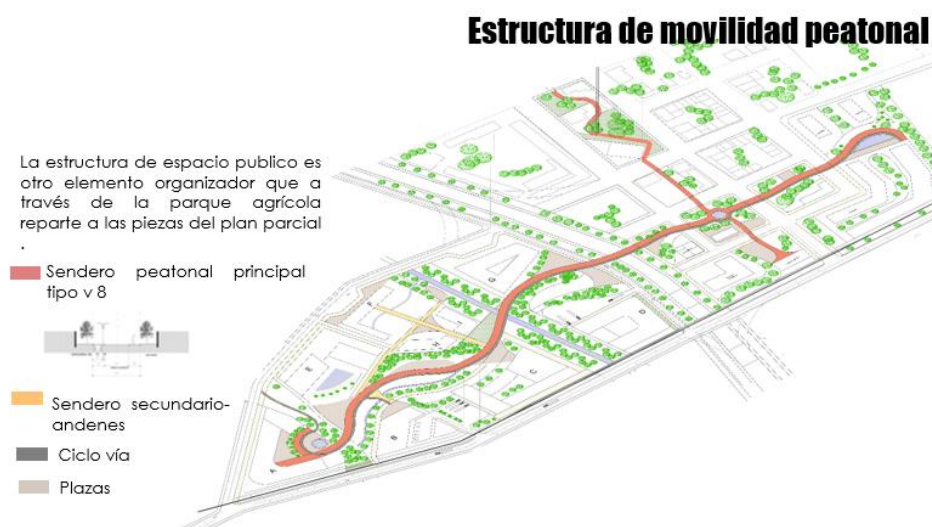 Estructura de movilidad peatonal
La estructura de espacio publico es
otro elemento organizador que a
través de la parque agrícola
reparte a las piezas del plan parcial
.
Sendero peatonal principal
tipo v 8
Sendero secundario-
andenes
Ciclo vía
Plazas